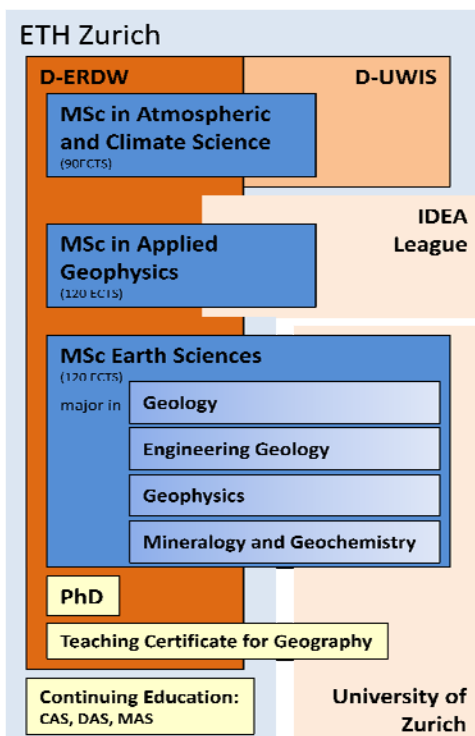 ETH Zurich
D-ERDW
D-UWIS
MSc in Atmospheric
and Climate Science
(90ECTS)
IDEA
League
MSc in Applied
Geophysics
(120 ECTS)
MSc Earth Sciences
(120 ECTS)
major in
Geology
Engineering Geology
Geophysics
Mineralogy and Geochemistry
PhD
Teaching Certificate for Geography
Continuing Education:
CAS, DAS, MAS
University of
Zurich